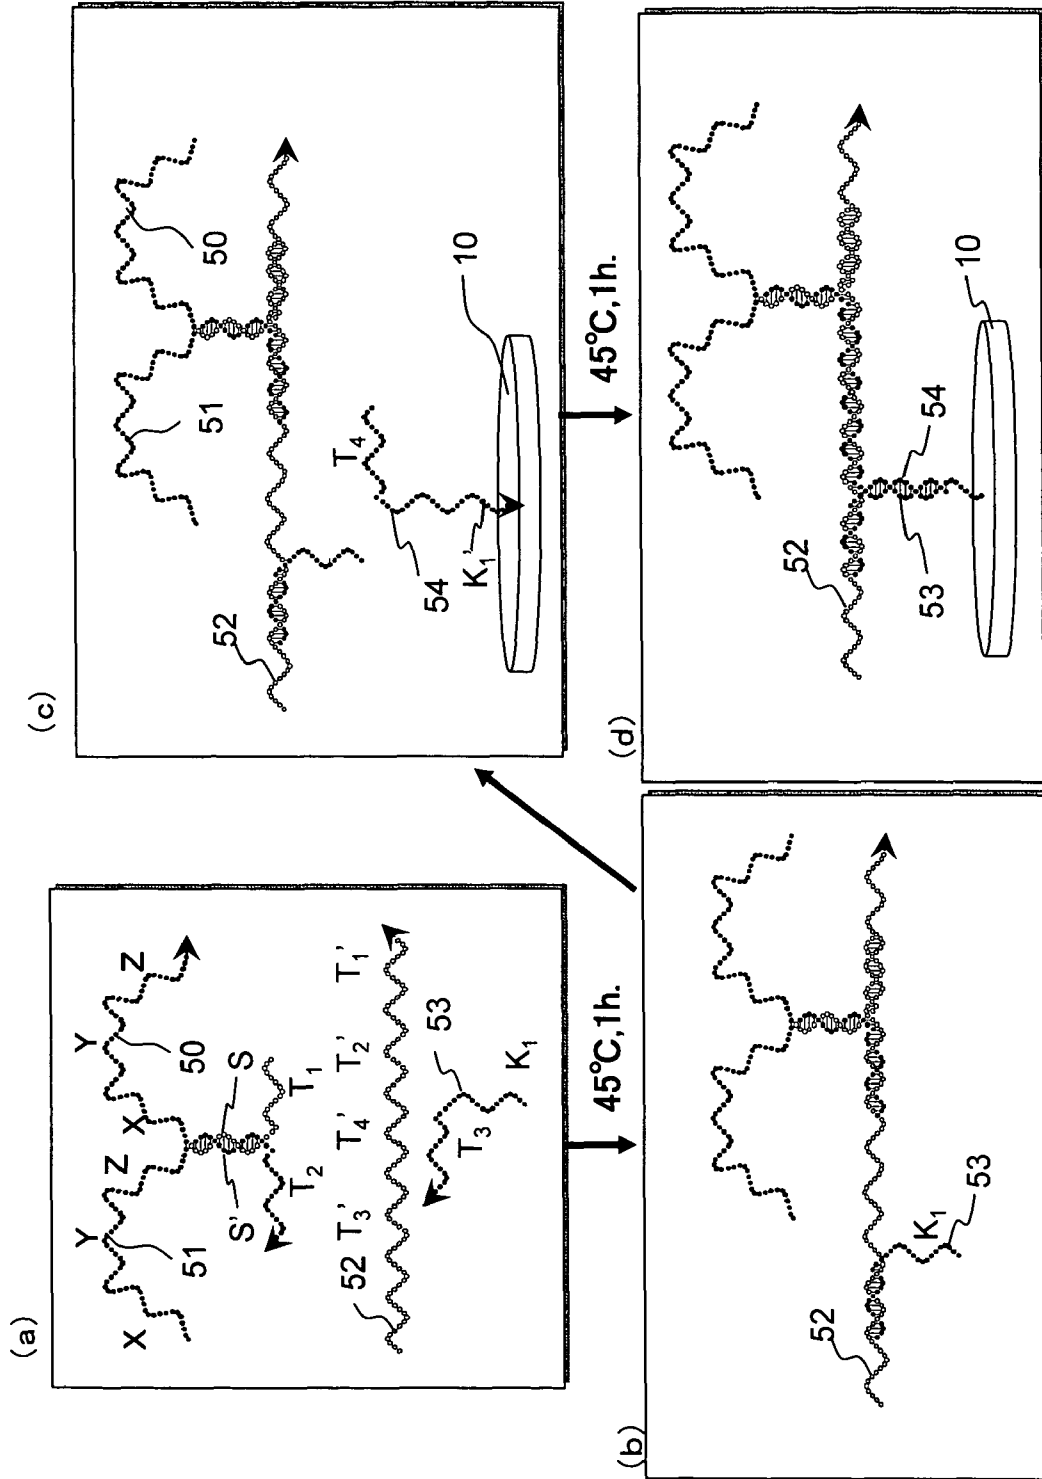 (a)
X Y Z X Y Z
51 50
S' S
T2 T1
T3' T4' T2' T1'
52
T3 53
K1
45°C, 1h.
(b)
52
K1
53
(c)
51 50
52
T4
54
K1'
10
45°C, 1h.
(d)
52
53 54
10